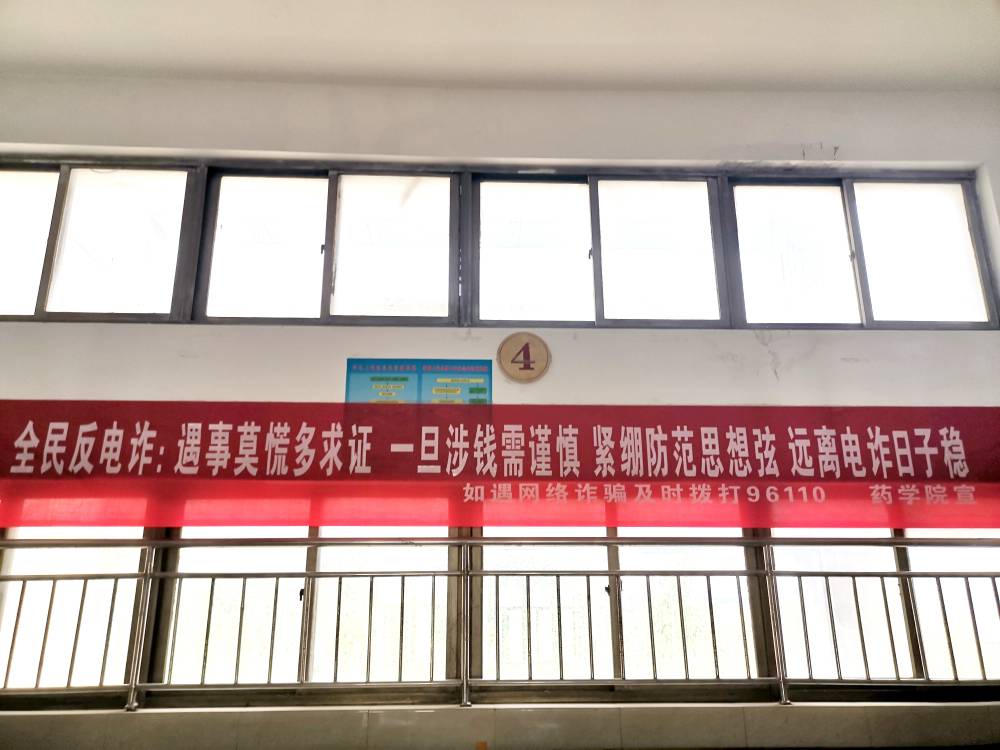 4
全民反电诈：遇事莫慌多求证 一旦涉钱需谨慎 紧绷防范思想弦 远离电诈日子稳
如遇网络诈骗及时拨打96110 药学院宣